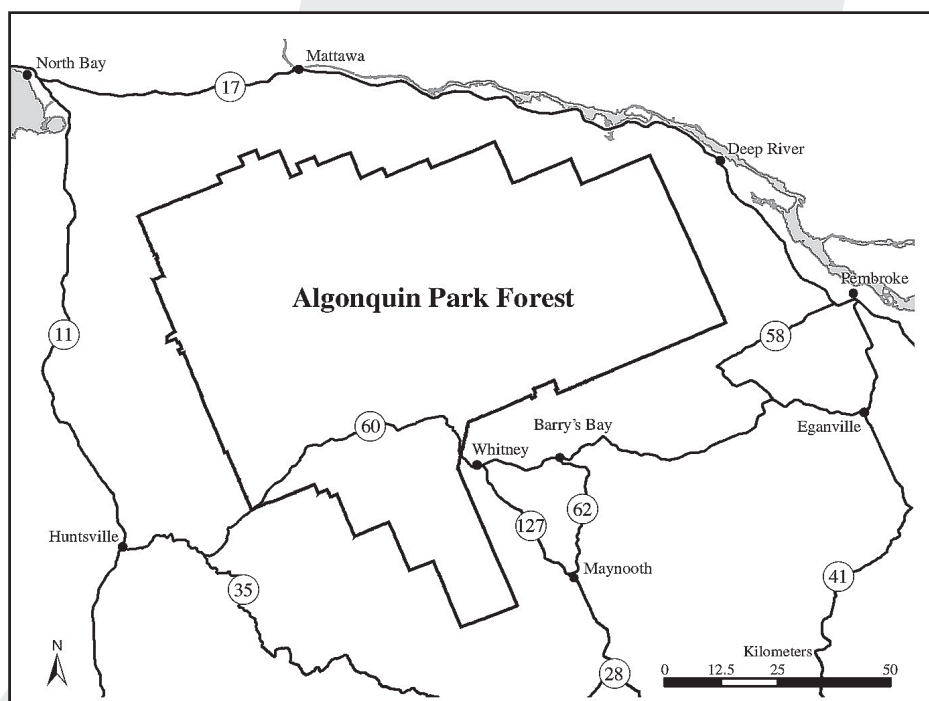 North Bay
Mattawa
17
Deep River
Pembroke
Algonquin Park Forest
11
58
60
Barry's Bay
Eganville
Whitney
62
127
Huntsville
Maynooth
35
41
N
Kilometers
28
0 12.5 25 50